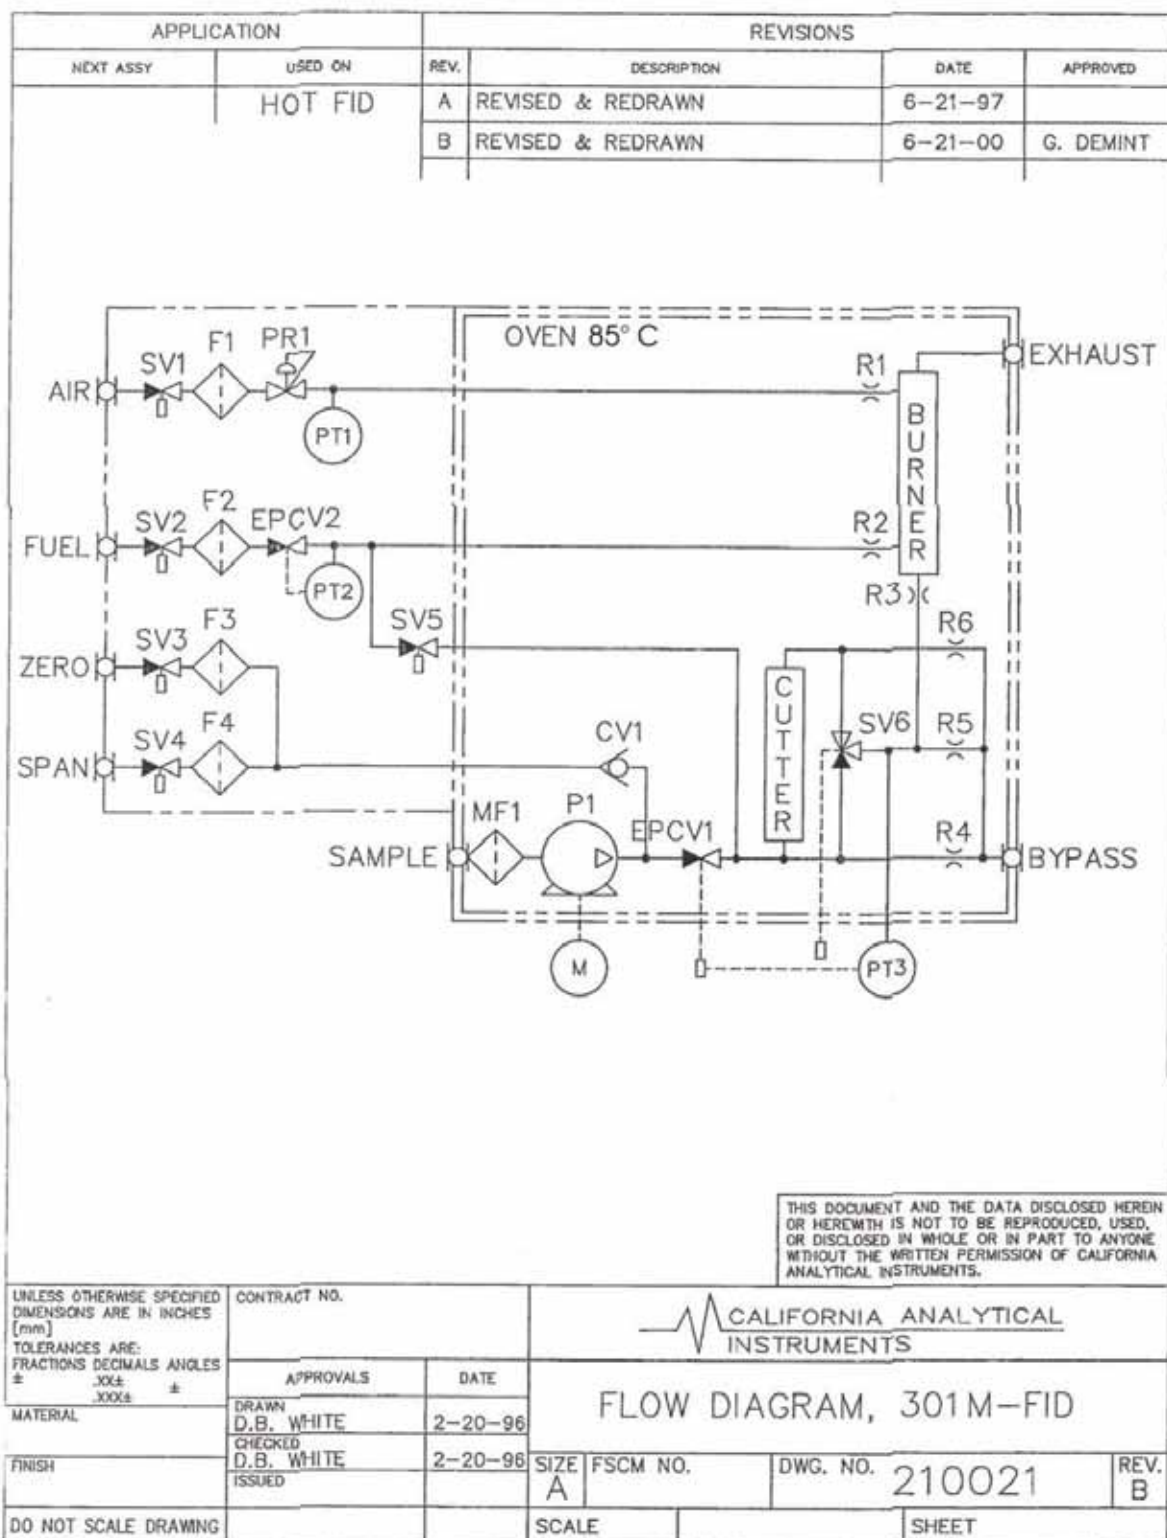 APPLICATION
REVISIONS
NEXT ASSY
USED ON
REV.
DESCRIPTION
DATE
APPROVED
HOT FID
A
REVISED & REDRAWN
6-21-97
B
REVISED & REDRAWN
6-21-00
G. DEMINT
OVEN 85° C
AIR
SV1
F1
PR1
PT1
R1
BURNER
EXHAUST
FUEL
SV2
F2
EPCV2
PT2
R2
R3
ZERO
SV3
F3
SV5
R6
CUTTER
SV6
R5
SPAN
SV4
F4
CV1
SAMPLE
MF1
P1
EPCV1
R4
BYPASS
M
PT3
THIS DOCUMENT AND THE DATA DISCLOSED HEREIN
OR HEREWITH IS NOT TO BE REPRODUCED, USED,
OR DISCLOSED IN WHOLE OR IN PART TO ANYONE
WITHOUT THE WRITTEN PERMISSION OF CALIFORNIA
ANALYTICAL INSTRUMENTS.
UNLESS OTHERWISE SPECIFIED
DIMENSIONS ARE IN INCHES
[mm]
TOLERANCES ARE:
FRACTIONS DECIMALS ANGLES
± .XX± ±
.XXX±
MATERIAL
FINISH
DO NOT SCALE DRAWING
CONTRACT NO.
APPROVALS
DATE
DRAWN
D.B. WHITE
2-20-96
CHECKED
D.B. WHITE
2-20-96
ISSUED
CALIFORNIA ANALYTICAL
INSTRUMENTS
FLOW DIAGRAM, 301M-FID
SIZE
A
FSCM NO.
DWG. NO.
210021
REV.
B
SCALE
SHEET